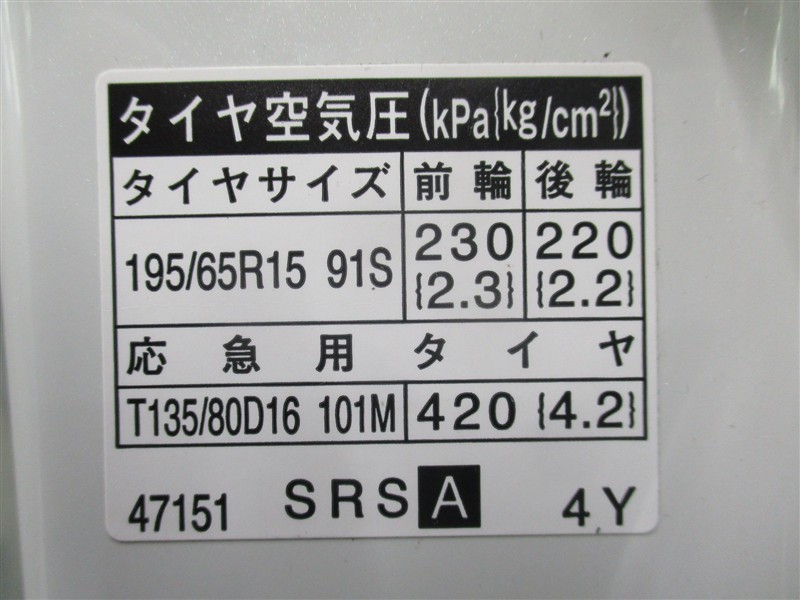 タイヤ空気圧(kPa{kg/cm²})
タイヤサイズ 前輪 後輪
195/65R15 91S 230 {2.3} 220 {2.2}
応急用タイヤ
T135/80D16 101M 420 {4.2}
47151 SRS A 4Y